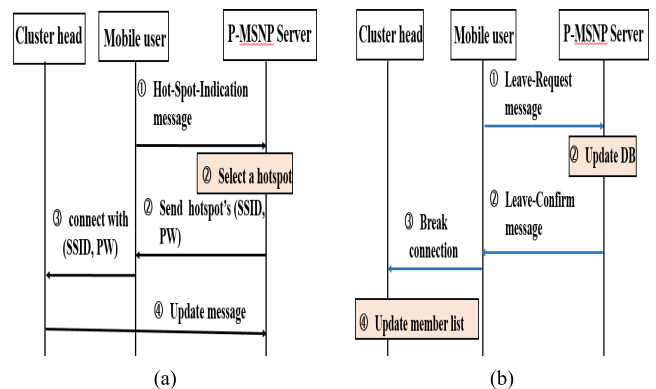 Cluster head
Mobile user
P-MSNP Server
① Hot-Spot-Indication
message
② Select a hotspot
② Send hotspot's (SSID,
PW)
③ connect with
(SSID, PW)
④ Update message
(a)
Cluster head
Mobile user
P-MSNP Server
① Leave-Request
message
② Update DB
② Leave-Confirm
message
③ Break
connection
④ Update member list
(b)